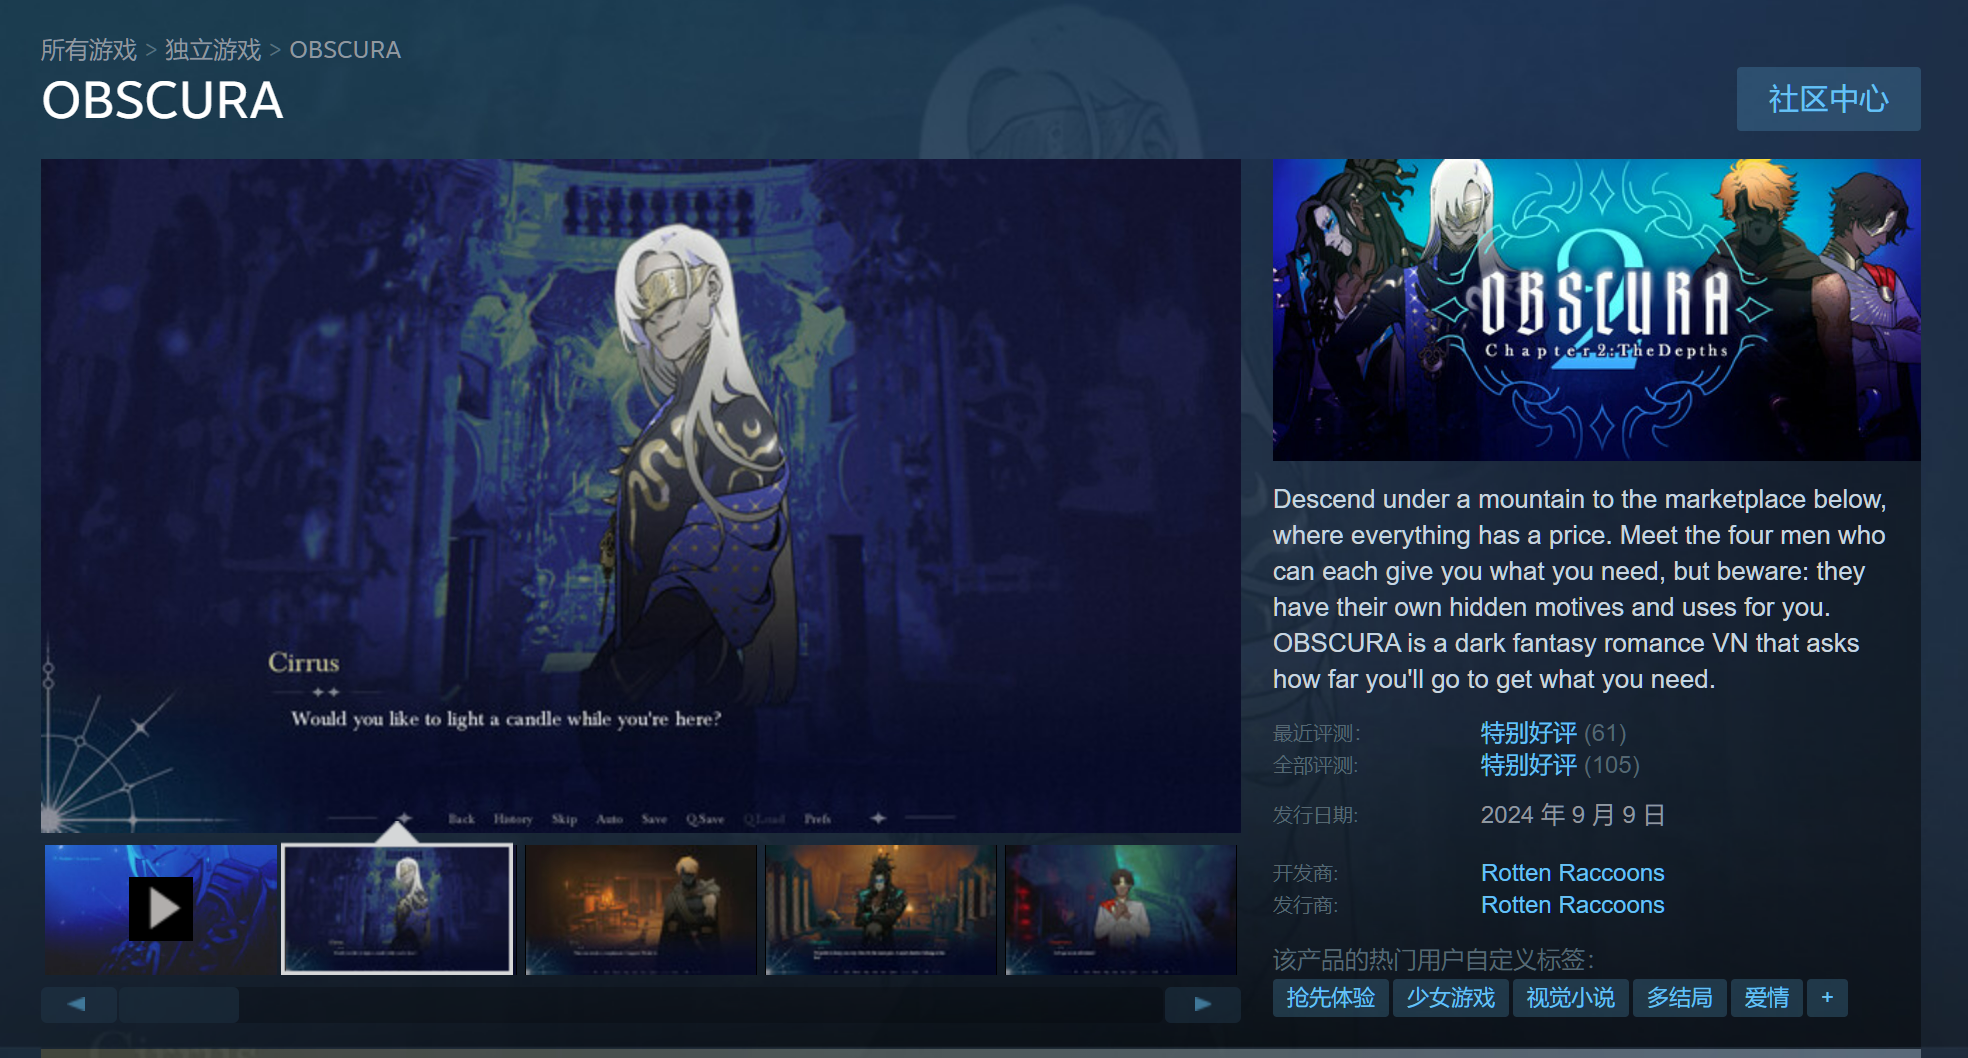 所有游戏 > 独立游戏 > OBSCURA
OBSCURA
社区中心
Cirrus
Would you like to light a candle while you're here?
Back History Skip Auto Save Q.Save Q.Load Prefs
2
OBSCURA
Chapter 2: The Depths
Descend under a mountain to the marketplace below,
where everything has a price. Meet the four men who
can each give you what you need, but beware: they
have their own hidden motives and uses for you.
OBSCURA is a dark fantasy romance VN that asks
how far you'll go to get what you need.
最近评测: 特别好评 (61)
全部评测: 特别好评 (105)
发行日期: 2024 年 9 月 9 日
开发商: Rotten Raccoons
发行商: Rotten Raccoons
该产品的热门用户自定义标签:
抢先体验 少女游戏 视觉小说 多结局 爱情 +
Cirrus